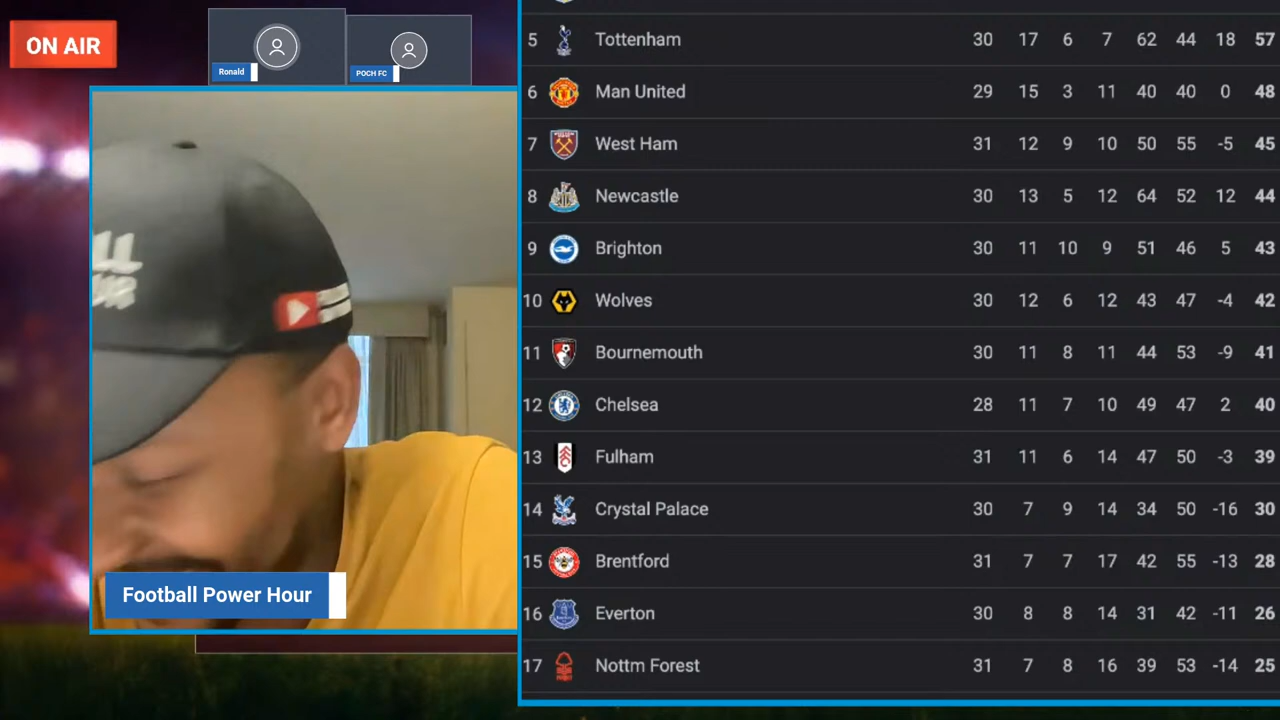 ON AIR
Ronald
POCH FC
Football Power Hour
5 Tottenham 30 17 6 7 62 44 18 57
6 Man United 29 15 3 11 40 40 0 48
7 West Ham 31 12 9 10 50 55 -5 45
8 Newcastle 30 13 5 12 64 52 12 44
9 Brighton 30 11 10 9 51 46 5 43
10 Wolves 30 12 6 12 43 47 -4 42
11 Bournemouth 30 11 8 11 44 53 -9 41
12 Chelsea 28 11 7 10 49 47 2 40
13 Fulham 31 11 6 14 47 50 -3 39
14 Crystal Palace 30 7 9 14 34 50 -16 30
15 Brentford 31 7 7 17 42 55 -13 28
16 Everton 30 8 8 14 31 42 -11 26
17 Nottm Forest 31 7 8 16 39 53 -14 25